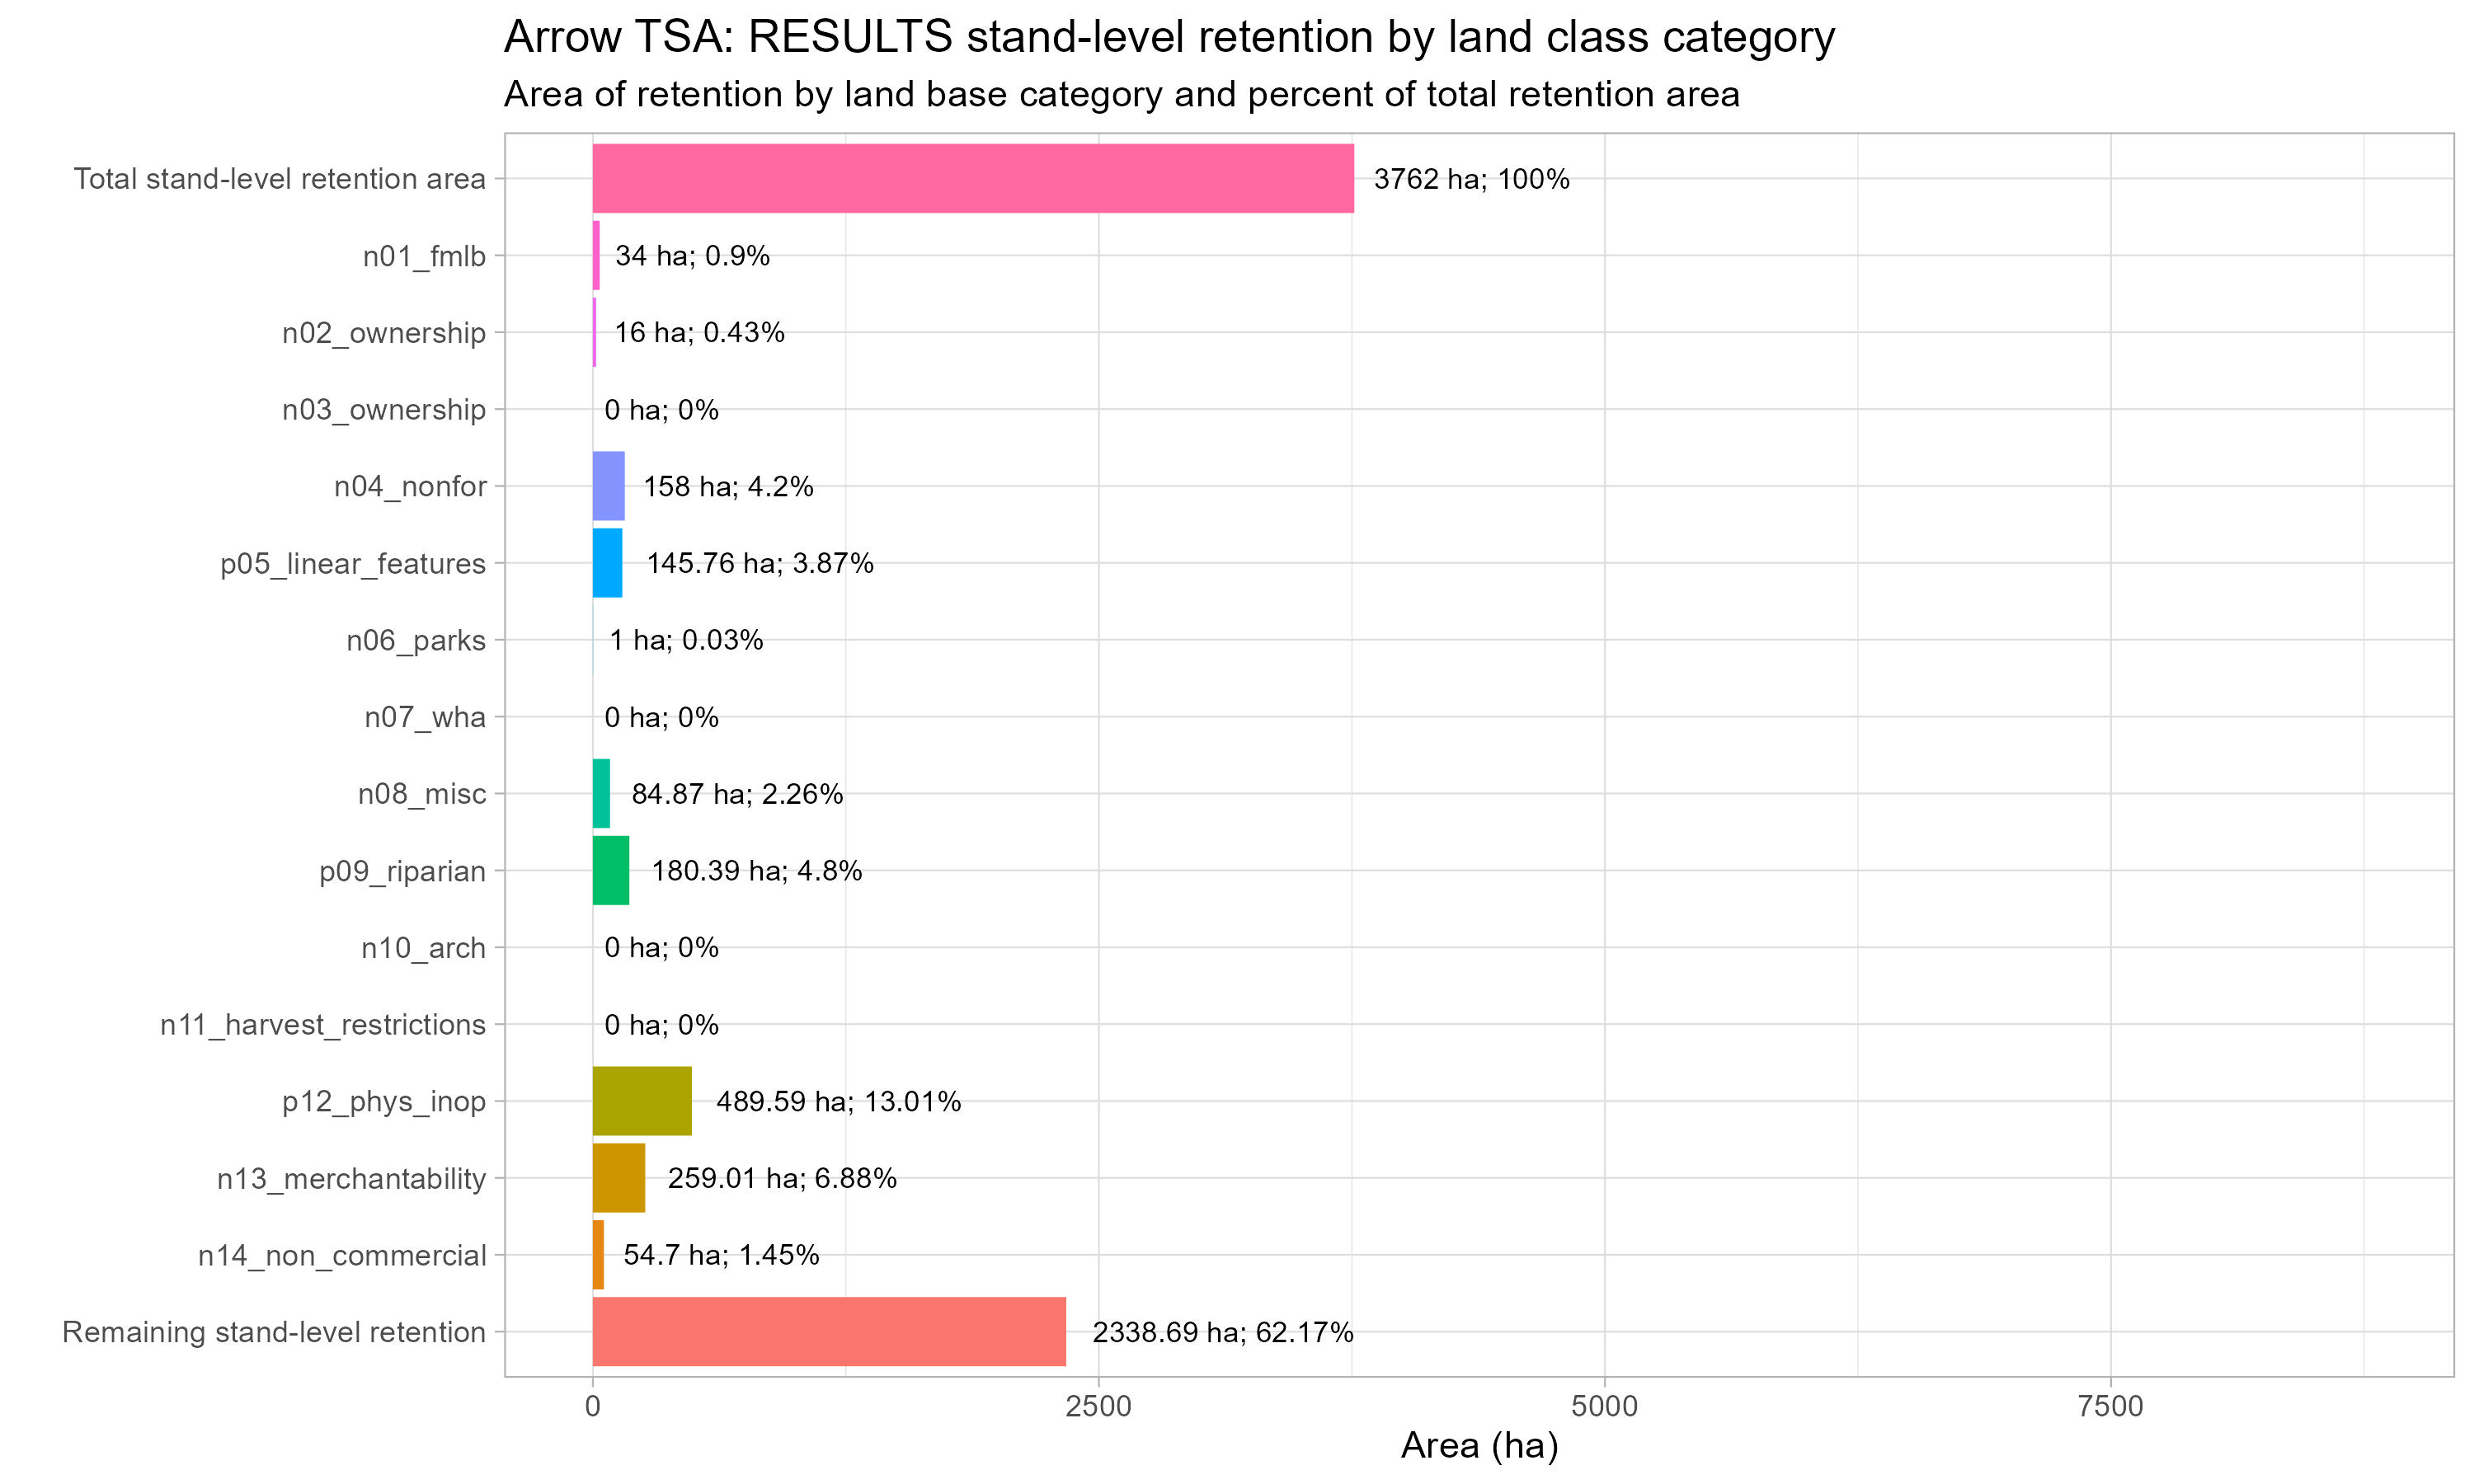 Arrow TSA: RESULTS stand-level retention by land class category
Area of retention by land base category and percent of total retention area
Total stand-level retention area 3762 ha; 100%
n01_fmlb 34 ha; 0.9%
n02_ownership 16 ha; 0.43%
n03_ownership 0 ha; 0%
n04_nonfor 158 ha; 4.2%
p05_linear_features 145.76 ha; 3.87%
n06_parks 1 ha; 0.03%
n07_wha 0 ha; 0%
n08_misc 84.87 ha; 2.26%
p09_riparian 180.39 ha; 4.8%
n10_arch 0 ha; 0%
n11_harvest_restrictions 0 ha; 0%
p12_phys_inop 489.59 ha; 13.01%
n13_merchantability 259.01 ha; 6.88%
n14_non_commercial 54.7 ha; 1.45%
Remaining stand-level retention 2338.69 ha; 62.17%
0 2500 5000 7500
Area (ha)